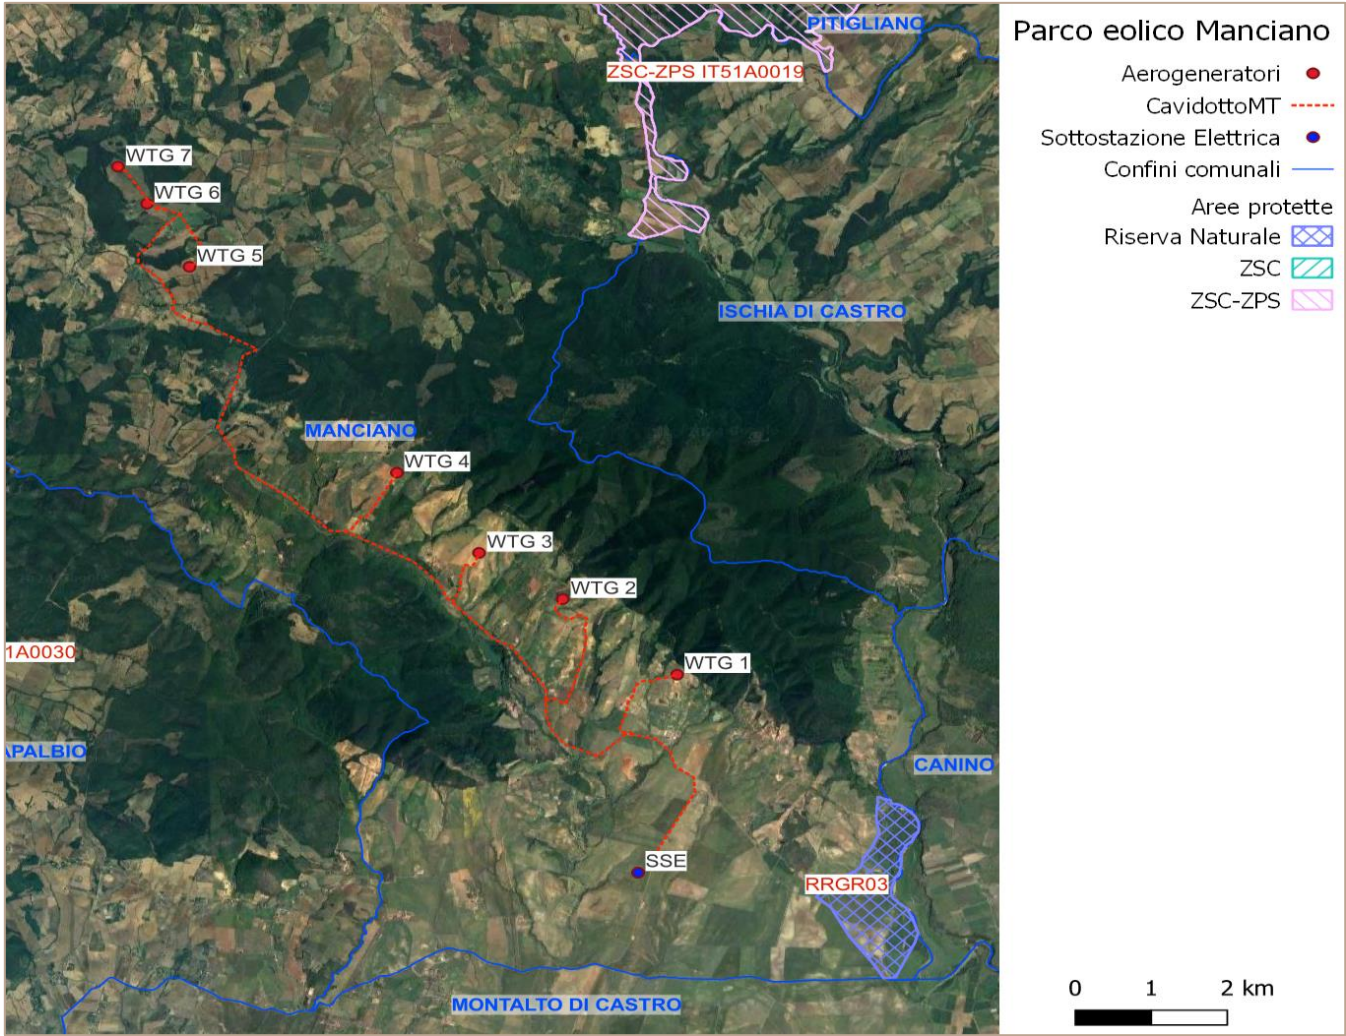 PITIGLIANO
ZSC-ZPS IT51A0019
WTG 7
WTG 6
WTG 5
ISCHIA DI CASTRO
MANCIANO
WTG 4
WTG 3
WTG 2
1A0030
WTG 1
APALBIO
CANINO
SSE
RRGR03
MONTALTO DI CASTRO
Parco eolico Manciano
Aerogeneratori
CavidottoMT
Sottostazione Elettrica
Confini comunali
Aree protette
Riserva Naturale
ZSC
ZSC-ZPS
0 1 2 km